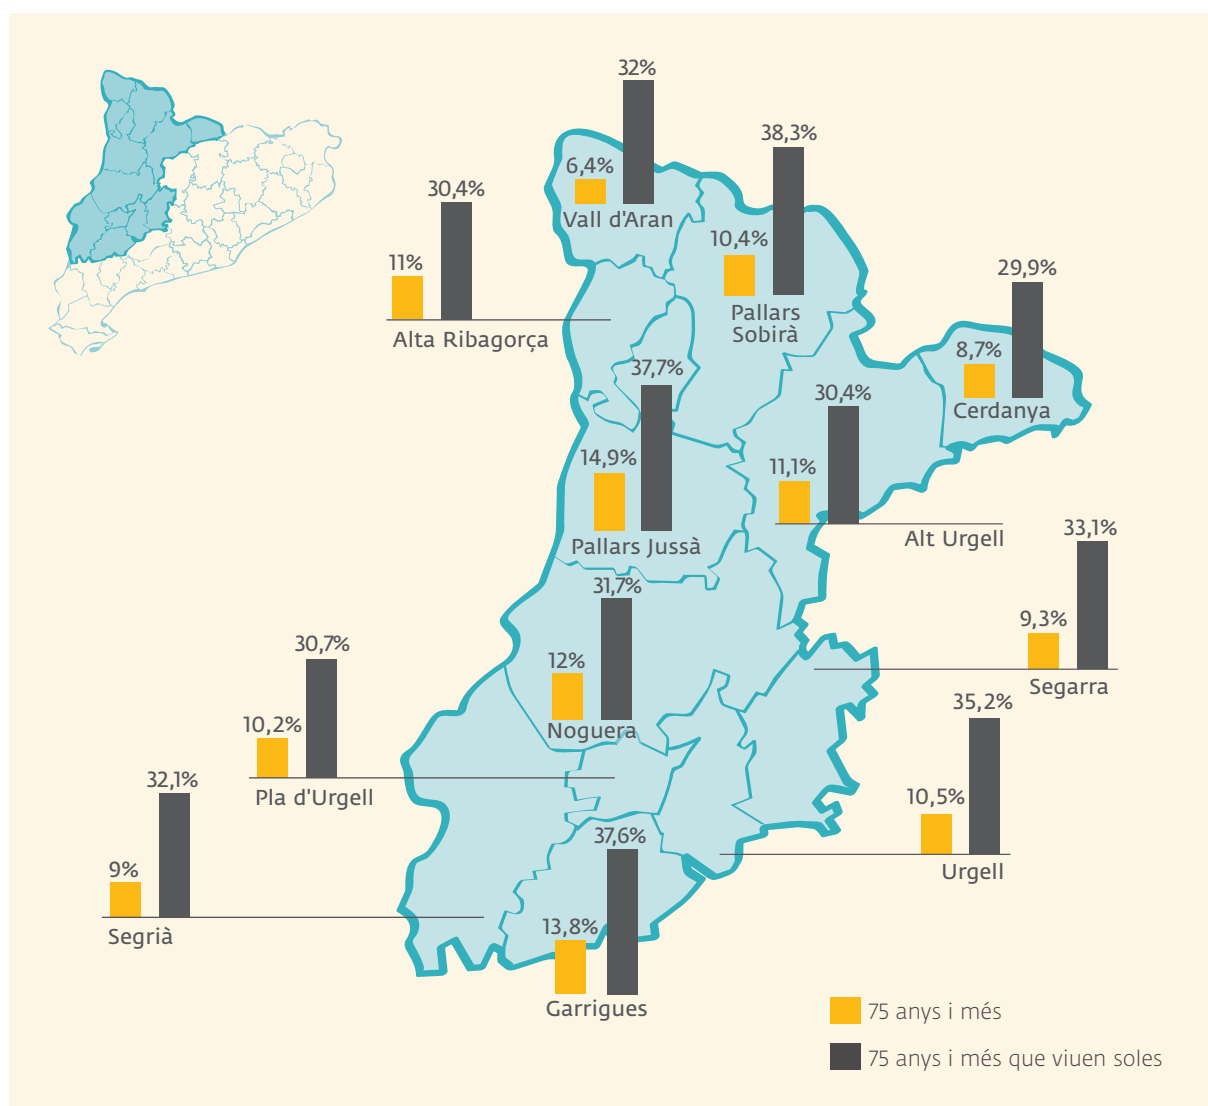 32%
6,4%
Vall d'Aran
38,3%
10,4%
Pallars
Sobirà
30,4%
11%
Alta Ribagorça
29,9%
8,7%
Cerdanya
37,7%
14,9%
Pallars Jussà
30,4%
11,1%
Alt Urgell
33,1%
9,3%
Segarra
31,7%
12%
Noguera
30,7%
10,2%
Pla d'Urgell
35,2%
10,5%
Urgell
32,1%
9%
Segrià
37,6%
13,8%
Garrigues
75 anys i més
75 anys i més que viuen soles